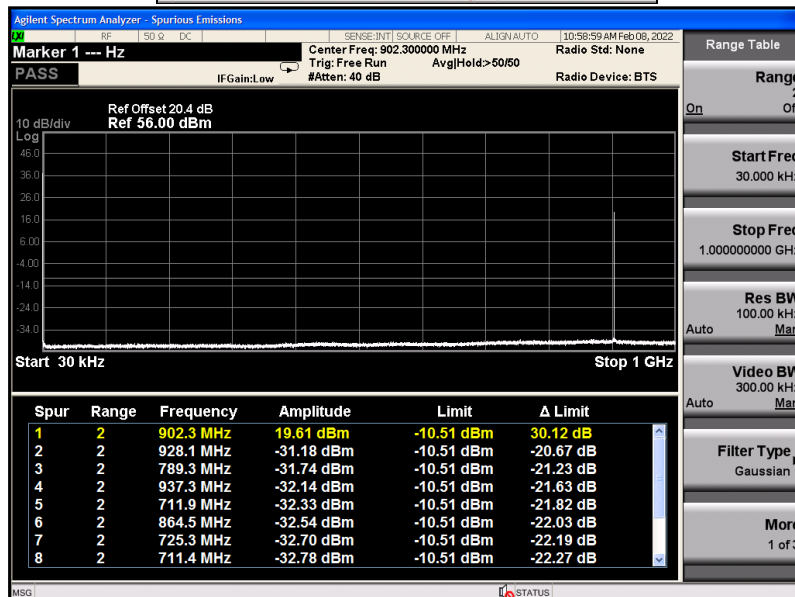 Agilent Spectrum Analyzer - Spurious Emissions
LXI RF 50 Ω DC SENSE:INT SOURCE OFF ALIGN AUTO 10:58:59 AM Feb 08, 2022
Marker 1 --- Hz Center Freq: 902.300000 MHz Radio Std: None
Trig: Free Run Avg|Hold:>50/50
PASS IFGain:Low #Atten: 40 dB Radio Device: BTS
Ref Offset 20.4 dB
10 dB/div Ref 56.00 dBm
Log
46.0
36.0
26.0
16.0
6.00
-4.00
-14.0
-24.0
-34.0
Start 30 kHz Stop 1 GHz
Spur Range Frequency Amplitude Limit Δ Limit
1 2 902.3 MHz 19.61 dBm -10.51 dBm 30.12 dB
2 2 928.1 MHz -31.18 dBm -10.51 dBm -20.67 dB
3 2 789.3 MHz -31.74 dBm -10.51 dBm -21.23 dB
4 2 937.3 MHz -32.14 dBm -10.51 dBm -21.63 dB
5 2 711.9 MHz -32.33 dBm -10.51 dBm -21.82 dB
6 2 864.5 MHz -32.54 dBm -10.51 dBm -22.03 dB
7 2 725.3 MHz -32.70 dBm -10.51 dBm -22.19 dB
8 2 711.4 MHz -32.78 dBm -10.51 dBm -22.27 dB
MSG STATUS
Range Table
Range
On Of
Start Freq
30.000 kH
Stop Freq
1.000000000 GH
Res BW
100.00 kH
Auto Man
Video BW
300.00 kH
Auto Man
Filter Type
Gaussian
More
1 of 3